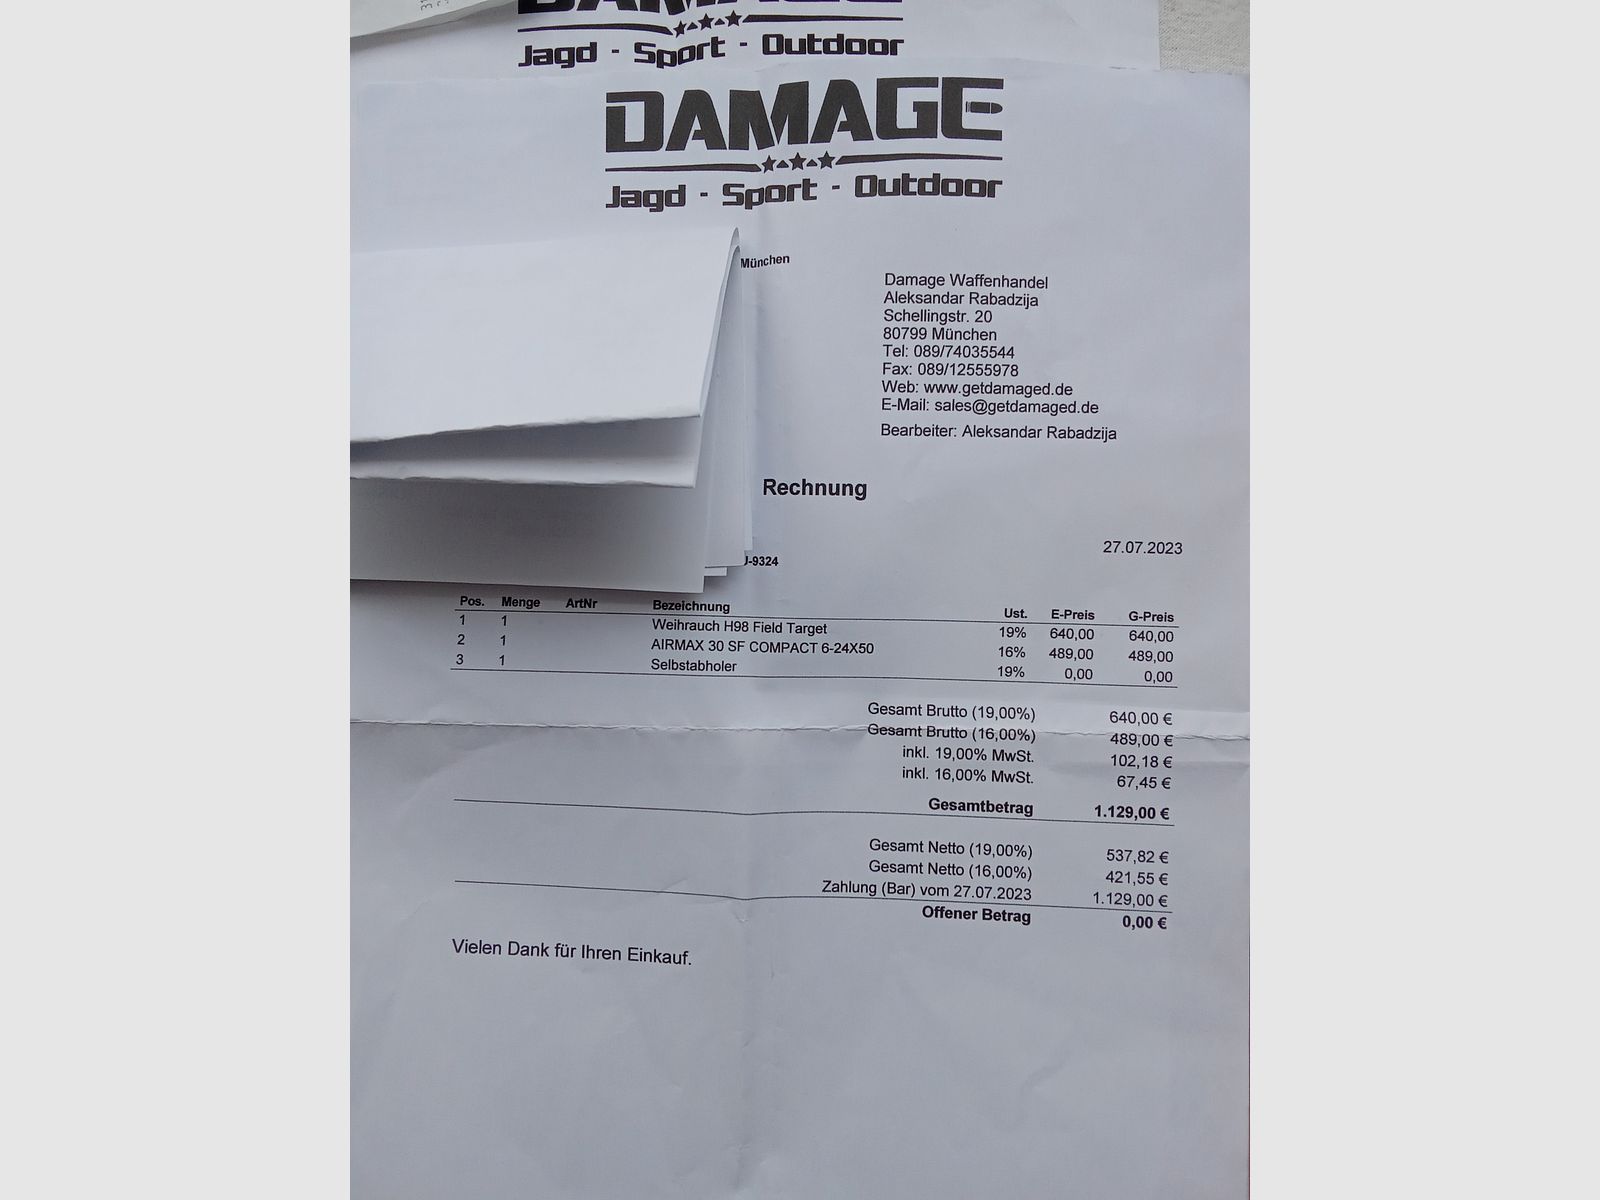 DAMAGE
Jagd - Sport - Outdoor
DAMAGE
Jagd - Sport - Outdoor
München
Damage Waffenhandel
Aleksandar Rabadzija
Schellingstr. 20
80799 München
Tel: 089/74035544
Fax: 089/12555978
Web: www.getdamaged.de
E-Mail: sales@getdamaged.de
Bearbeiter: Aleksandar Rabadzija
Rechnung
27.07.2023
-9324
Pos. Menge ArtNr Bezeichnung Ust. E-Preis G-Preis
1 1 Weihrauch H98 Field Target 19% 640,00 640,00
2 1 AIRMAX 30 SF COMPACT 6-24X50 16% 489,00 489,00
3 1 Selbstabholer 19% 0,00 0,00
Gesamt Brutto (19,00%) 640,00 €
Gesamt Brutto (16,00%) 489,00 €
inkl. 19,00% MwSt. 102,18 €
inkl. 16,00% MwSt. 67,45 €
Gesamtbetrag 1.129,00 €
Gesamt Netto (19,00%) 537,82 €
Gesamt Netto (16,00%) 421,55 €
Zahlung (Bar) vom 27.07.2023 1.129,00 €
Offener Betrag 0,00 €
Vielen Dank für Ihren Einkauf.